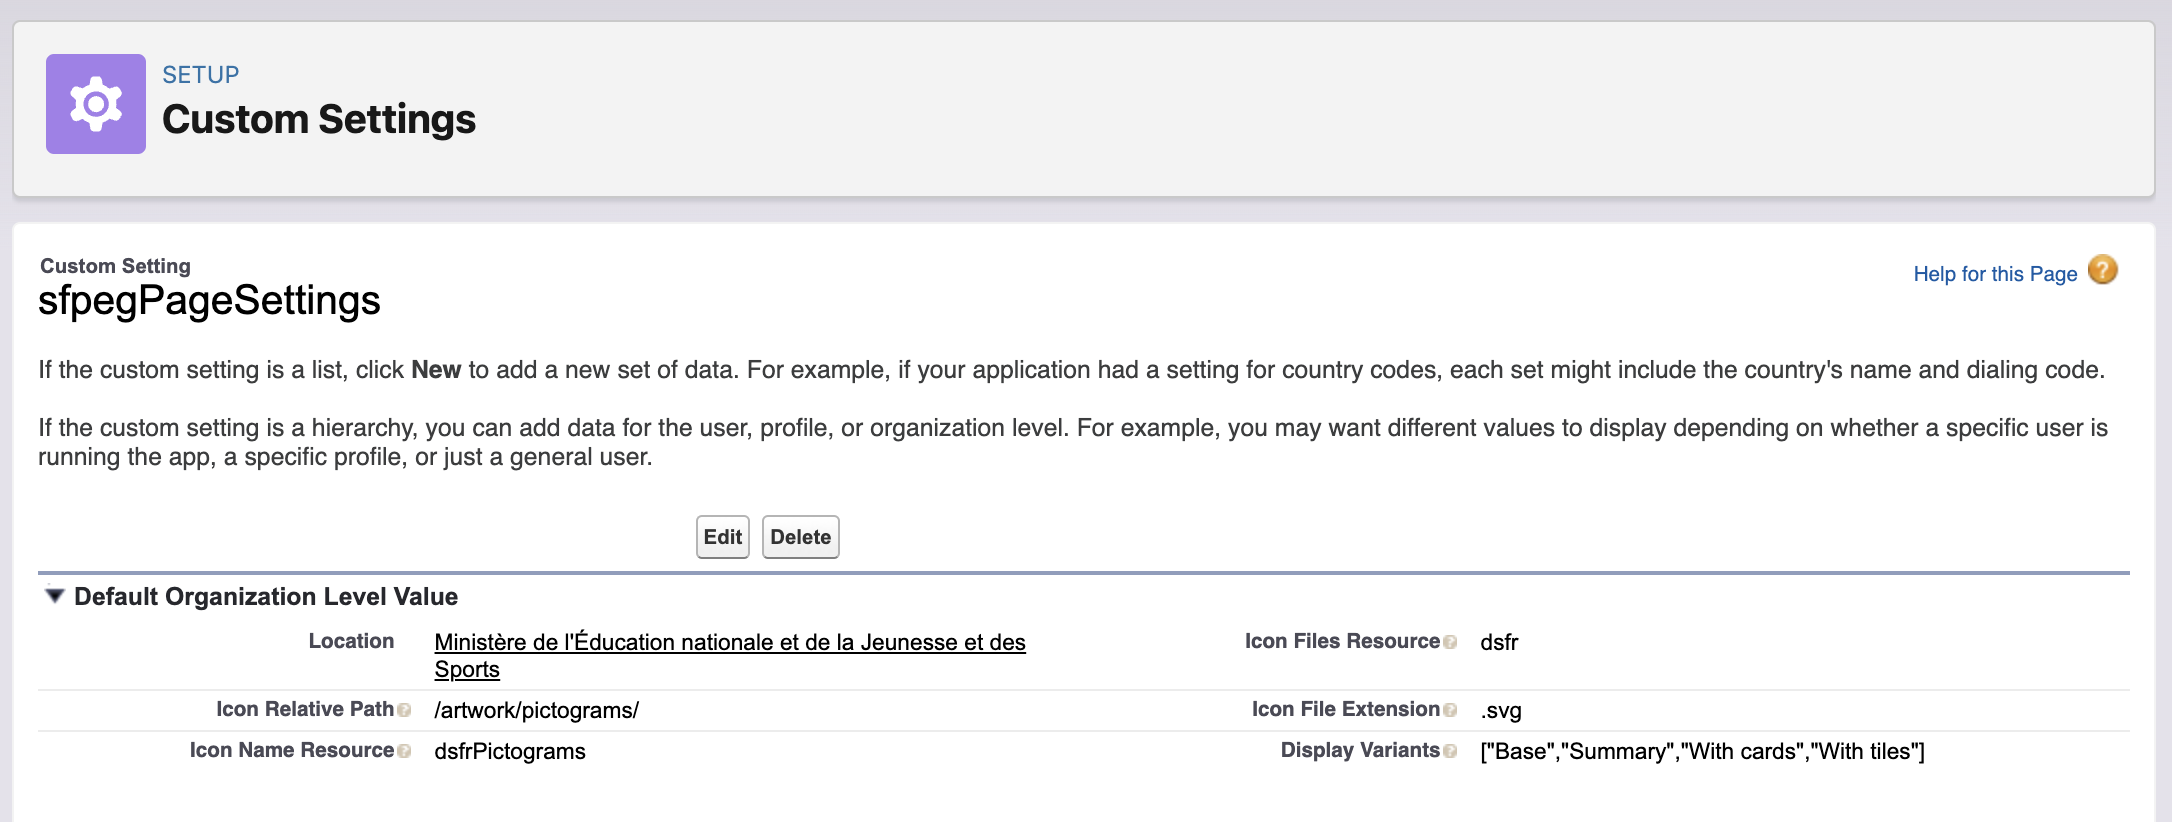 SETUP
Custom Settings
Custom Setting
sfpegPageSettings
Help for this Page
If the custom setting is a list, click New to add a new set of data. For example, if your application had a setting for country codes, each set might include the country's name and dialing code.
If the custom setting is a hierarchy, you can add data for the user, profile, or organization level. For example, you may want different values to display depending on whether a specific user is
running the app, a specific profile, or just a general user.
Edit Delete
Default Organization Level Value
Location Ministère de l'Éducation nationale et de la Jeunesse et des
Sports
Icon Files Resource dsfr
Icon Relative Path /artwork/pictograms/
Icon File Extension .svg
Icon Name Resource dsfrPictograms
Display Variants ["Base","Summary","With cards","With tiles"]